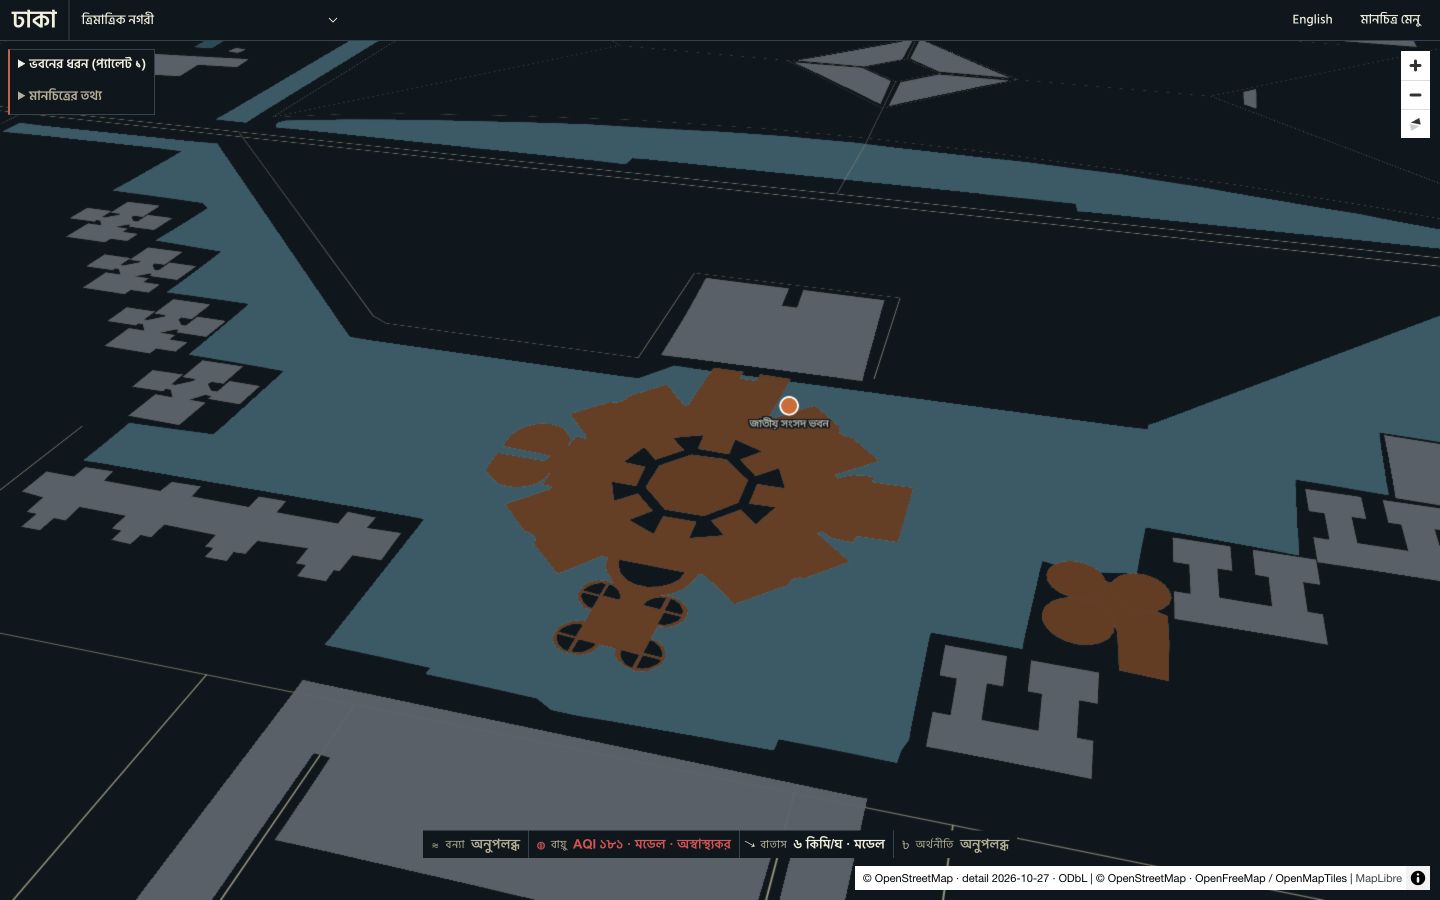 ঢাকা
ত্রিমাত্রিক নগরী
English
মানচিত্র মেনু
▶ ভবনের ধরন (প্যালেট ১)
▶ মানচিত্রের তথ্য
জাতীয় সংসদ ভবন
≈ বন্যা অনুপলব্ধ
◍ বায়ু AQI ১৮১ · মডেল · অস্বাস্থ্যকর
↘ বাতাস ৬ কিমি/ঘ · মডেল
৳ অর্থনীতি অনুপলব্ধ
© OpenStreetMap · detail 2026-10-27 · ODbL | © OpenStreetMap · OpenFreeMap / OpenMapTiles | MapLibre